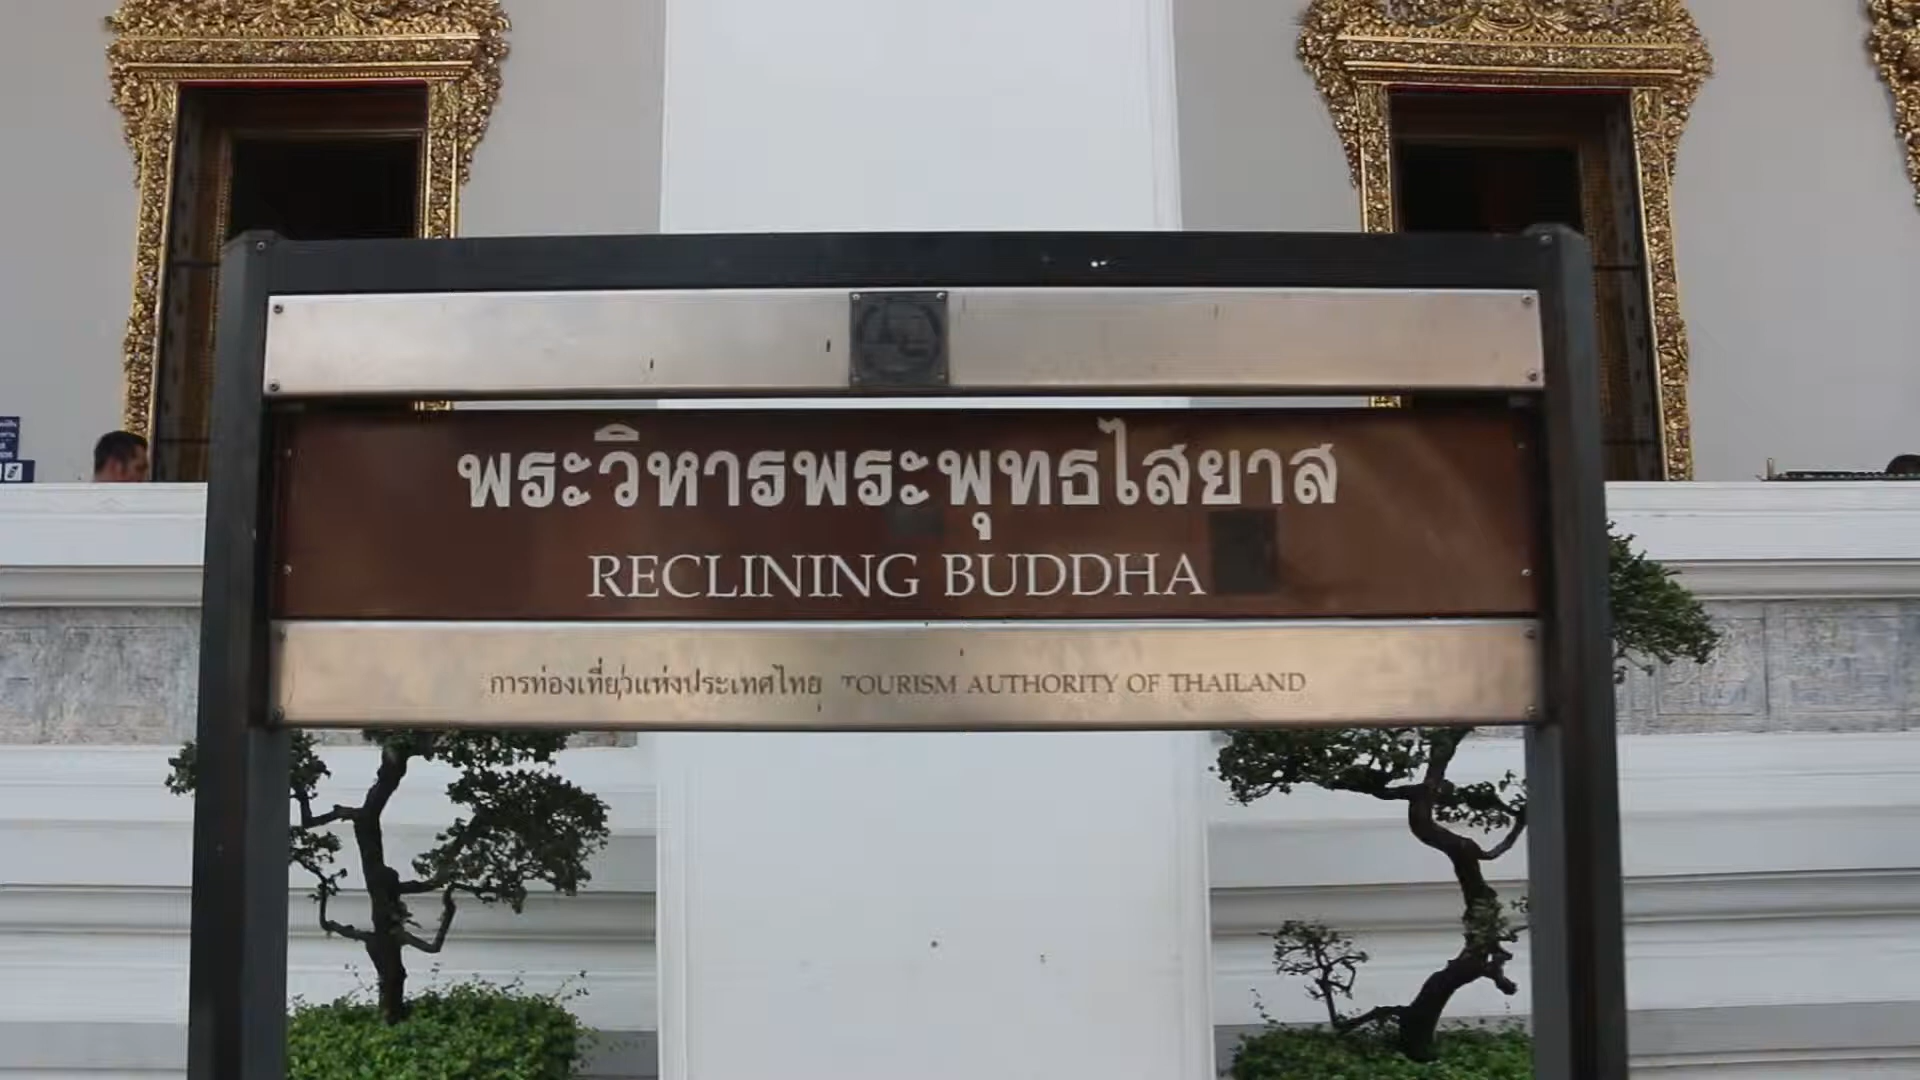 พระวิหารพระพุทธไสยาส
RECLINING BUDDHA
การท่องเที่ยวแห่งประเทศไทย TOURISM AUTHORITY OF THAILAND